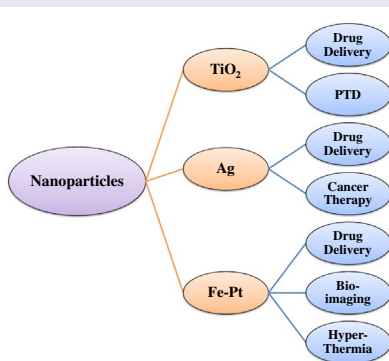 Nanoparticles
TiO₂
Drug
Delivery
PTD
Ag
Drug
Delivery
Cancer
Therapy
Fe-Pt
Drug
Delivery
Bio-
imaging
Hyper-
Thermia